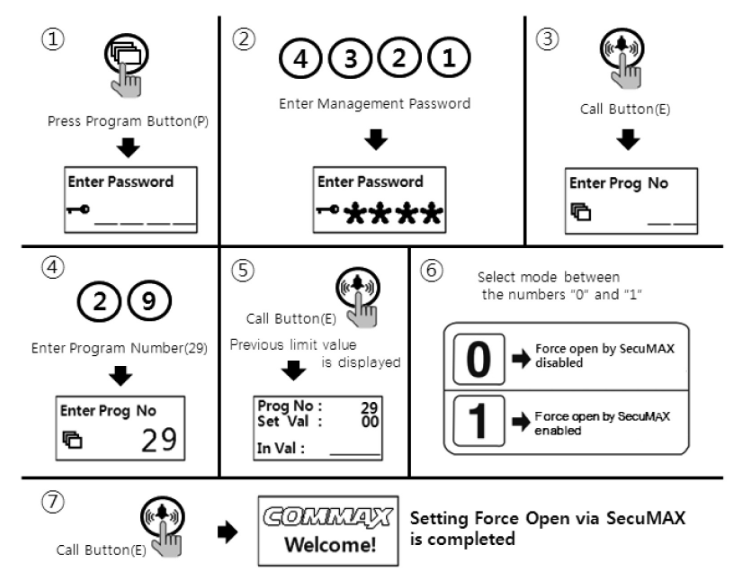 ①
Press Program Button(P)
Enter Password
②
4 3 2 1
Enter Management Password
Enter Password
****
③
Call Button(E)
Enter Prog No
④
2 9
Enter Program Number(29)
Enter Prog No
29
⑤
Call Button(E)
Previous limit value
is displayed
Prog No : 29
Set Val : 00
In Val :
⑥
Select mode between
the numbers "0" and "1"
0
Force open by SecuMAX
disabled
1
Force open by SecuMAX
enabled
⑦
Call Button(E)
COMMAX
Welcome!
Setting Force Open via SecuMAX
is completed